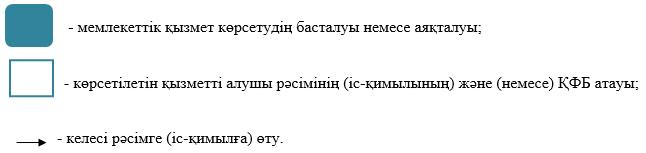 - мемлекеттік қызмет көрсетудің басталуы немесе аяқталуы;
- көрсетілетін қызметті алушы рәсімінің (іс-қимылының) және (немесе) ҚФБ атауы;
- келесі рәсімге (іс-қимылға) өту.